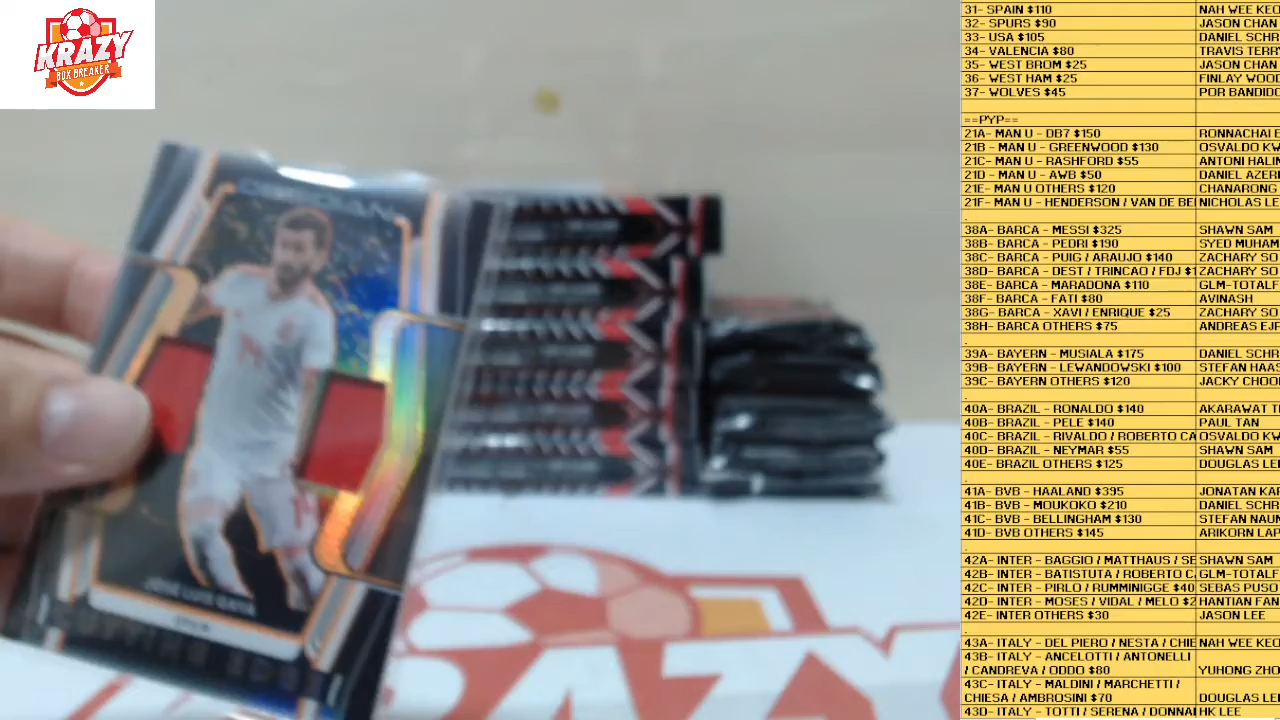 KRAZY
BOX BREAKER
OBSIDIAN
JOSE LUIS GAYA
SPAIN
RAZY
31- SPAIN $110 NAH WEE KEO
32- SPURS $90 JASON CHAN
33- USA $105 DANIEL SCHR
34- VALENCIA $80 TRAVIS TERRY
35- WEST BROM $25 JASON CHAN
36- WEST HAM $25 FINLAY WOOD
37- WOLVES $45 POR BANDIDO
==PYP==
21A- MAN U - DB7 $150 RONNACHAI E
21B - MAN U - GREENWOOD $130 OSVALDO KW
21C- MAN U - RASHFORD $55 ANTONI HALIN
21D - MAN U - AWB $50 DANIEL AZERI
21E- MAN U OTHERS $120 CHANARONG
21F- MAN U - HENDERSON / VAN DE BE NICHOLAS LE
.
38A- BARCA - MESSI $325 SHAWN SAM
38B- BARCA - PEDRI $190 SYED MUHAM
38C- BARCA - PUIG / ARAUJO $140 ZACHARY SO
38D- BARCA - DEST / TRINCAO / FDJ $1 ZACHARY SO
38E- BARCA - MARADONA $110 GLM-TOTALF
38F- BARCA - FATI $80 AVINASH
38G- BARCA - XAVI / ENRIQUE $25 ZACHARY SO
38H- BARCA OTHERS $75 ANDREAS EJF
.
39A- BAYERN - MUSIALA $175 DANIEL SCHR
39B- BAYERN - LEWANDOWSKI $100 STEFAN HAAS
39C- BAYERN OTHERS $120 JACKY CHOO
.
40A- BRAZIL - RONALDO $140 AKARAWAT T
40B- BRAZIL - PELE $140 PAUL TAN
40C- BRAZIL - RIVALDO / ROBERTO CA OSVALDO KW
40D- BRAZIL - NEYMAR $55 SHAWN SAM
40E- BRAZIL OTHERS $125 DOUGLAS LEE
.
41A- BVB - HAALAND $395 JONATAN KAR
41B- BVB - MOUKOKO $210 DANIEL SCHR
41C- BVB - BELLINGHAM $130 STEFAN NAUN
41D- BVB OTHERS $145 ARIKORN LAP
.
42A- INTER - BAGGIO / MATTHAUS / SE SHAWN SAM
42B- INTER - BATISTUTA / ROBERTO C. GLM-TOTALF
42C- INTER - PIRLO / RUMMINIGGE $40 SEBAS PUSO
42D- INTER - MOSES / VIDAL / MELO $2 HANTIAN FAN
42E- INTER OTHERS $30 JASON LEE
.
43A- ITALY - DEL PIERO / NESTA / CHIE NAH WEE KEO
43B- ITALY - ANCELOTTI / ANTONELLI
/ CANDREVA / ODDO $80 YUHONG ZHO
43C- ITALY - MALDINI / MARCHETTI /
CHIESA / AMBROSINI $70 DOUGLAS LEE
43D- ITALY - TOTTI / SERENA / DONNAI HK LEE